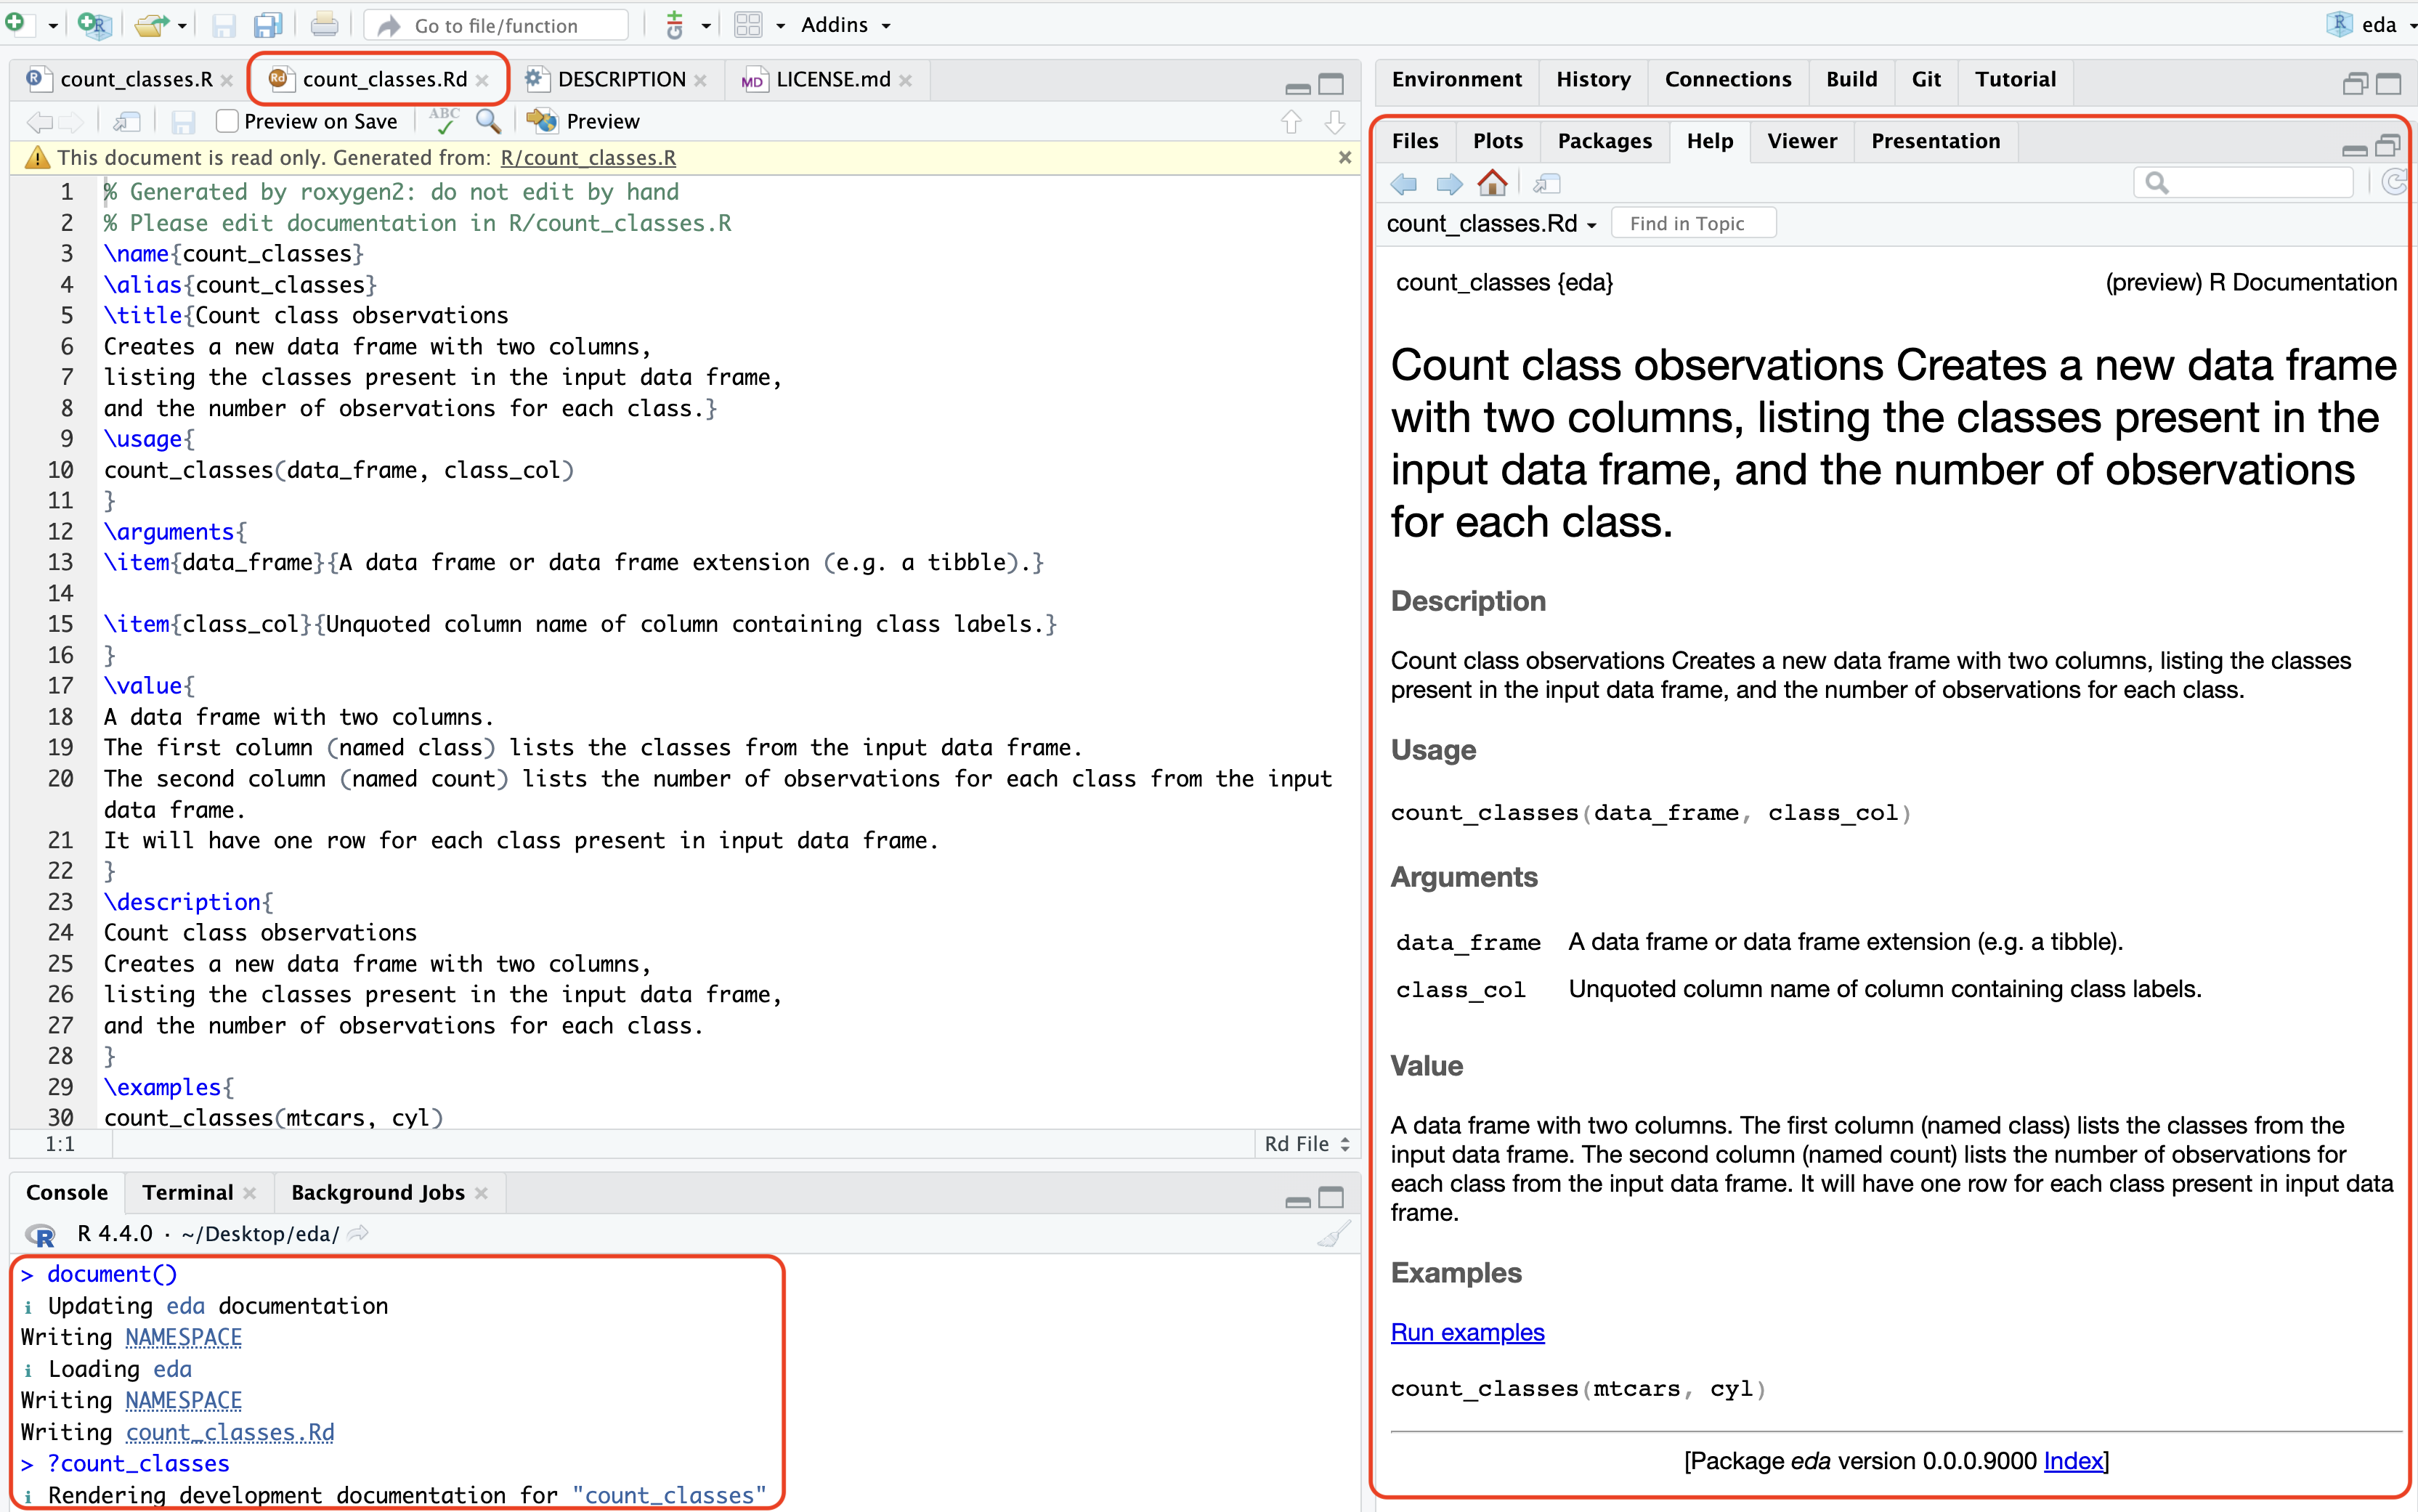 Go to file/function
Addins
eda
count_classes.R
count_classes.Rd
DESCRIPTION
MD
LICENSE.md
Preview on Save
ABC
Preview
This document is read only. Generated from: R/count_classes.R
1 % Generated by roxygen2: do not edit by hand
2 % Please edit documentation in R/count_classes.R
3 \name{count_classes}
4 \alias{count_classes}
5 \title{Count class observations
6 Creates a new data frame with two columns,
7 listing the classes present in the input data frame,
8 and the number of observations for each class.}
9 \usage{
10 count_classes(data_frame, class_col)
11 }
12 \arguments{
13 \item{data_frame}{A data frame or data frame extension (e.g. a tibble).}
14
15 \item{class_col}{Unquoted column name of column containing class labels.}
16 }
17 \value{
18 A data frame with two columns.
19 The first column (named class) lists the classes from the input data frame.
20 The second column (named count) lists the number of observations for each class from the input
data frame.
21 It will have one row for each class present in input data frame.
22 }
23 \description{
24 Count class observations
25 Creates a new data frame with two columns,
26 listing the classes present in the input data frame,
27 and the number of observations for each class.
28 }
29 \examples{
30 count_classes(mtcars, cyl)
1:1
Rd File
Console
Terminal
Background Jobs
R 4.4.0 · ~/Desktop/eda/
> document()
i Updating eda documentation
Writing NAMESPACE
i Loading eda
Writing NAMESPACE
Writing count_classes.Rd
> ?count_classes
i Rendering development documentation for "count_classes"
Environment
History
Connections
Build
Git
Tutorial
Files
Plots
Packages
Help
Viewer
Presentation
count_classes.Rd
Find in Topic
count_classes {eda}
(preview) R Documentation
Count class observations Creates a new data frame
with two columns, listing the classes present in the
input data frame, and the number of observations
for each class.
Description
Count class observations Creates a new data frame with two columns, listing the classes
present in the input data frame, and the number of observations for each class.
Usage
count_classes(data_frame, class_col)
Arguments
data_frame A data frame or data frame extension (e.g. a tibble).
class_col Unquoted column name of column containing class labels.
Value
A data frame with two columns. The first column (named class) lists the classes from the
input data frame. The second column (named count) lists the number of observations for
each class from the input data frame. It will have one row for each class present in input data
frame.
Examples
Run examples
count_classes(mtcars, cyl)
[Package eda version 0.0.0.9000 Index]